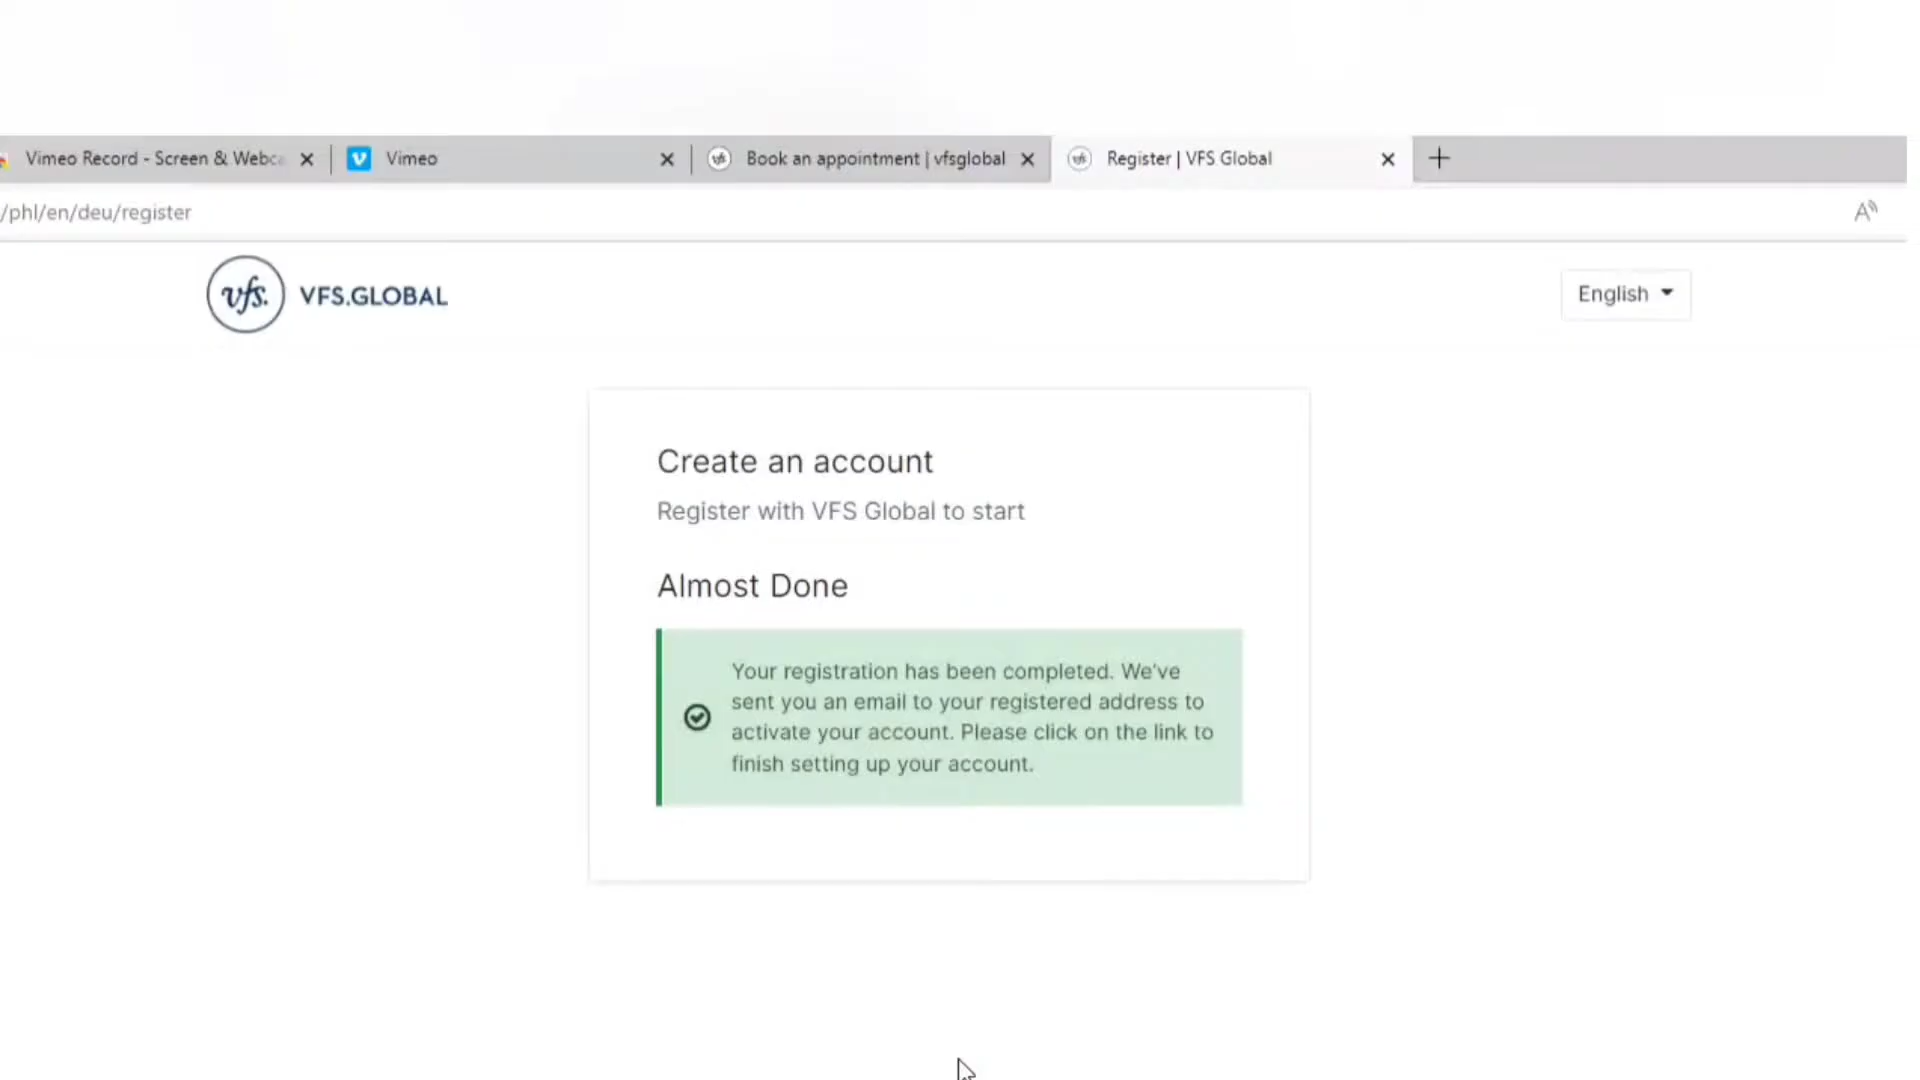 Vimeo Record - Screen & Webc
Vimeo
Book an appointment | vfsglobal
Register | VFS Global
/phl/en/deu/register
vfs.
VFS.GLOBAL
English
Create an account
Register with VFS Global to start
Almost Done
Your registration has been completed. We've
sent you an email to your registered address to
activate your account. Please click on the link to
finish setting up your account.